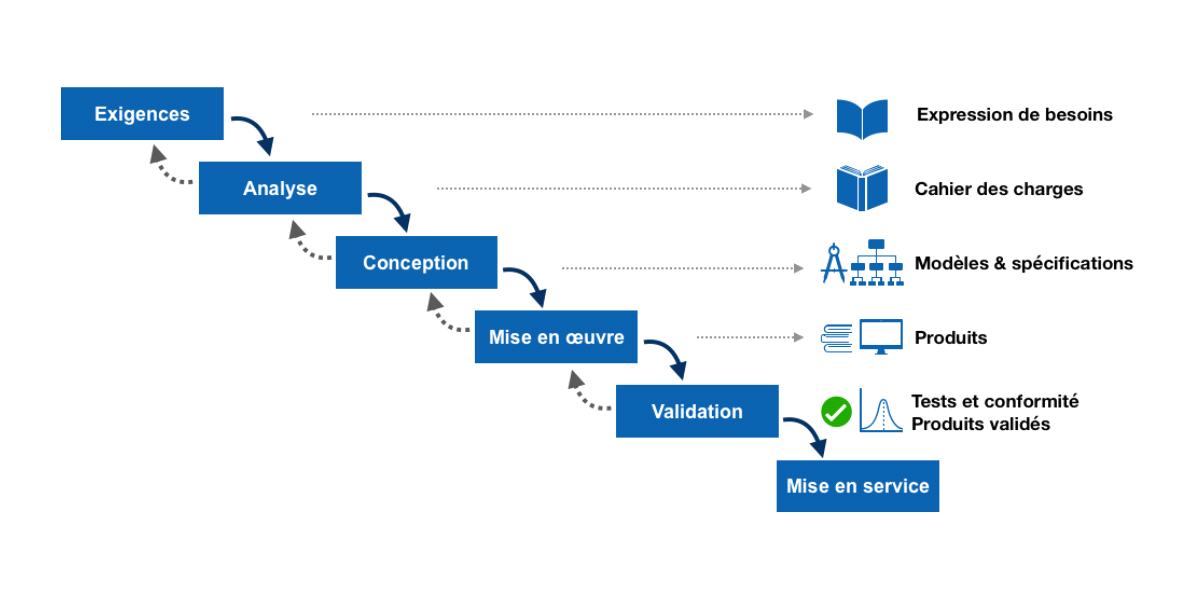 Exigences
Expression de besoins
Analyse
Cahier des charges
Conception
Modèles & spécifications
Mise en œuvre
Produits
Validation
Tests et conformité
Produits validés
Mise en service